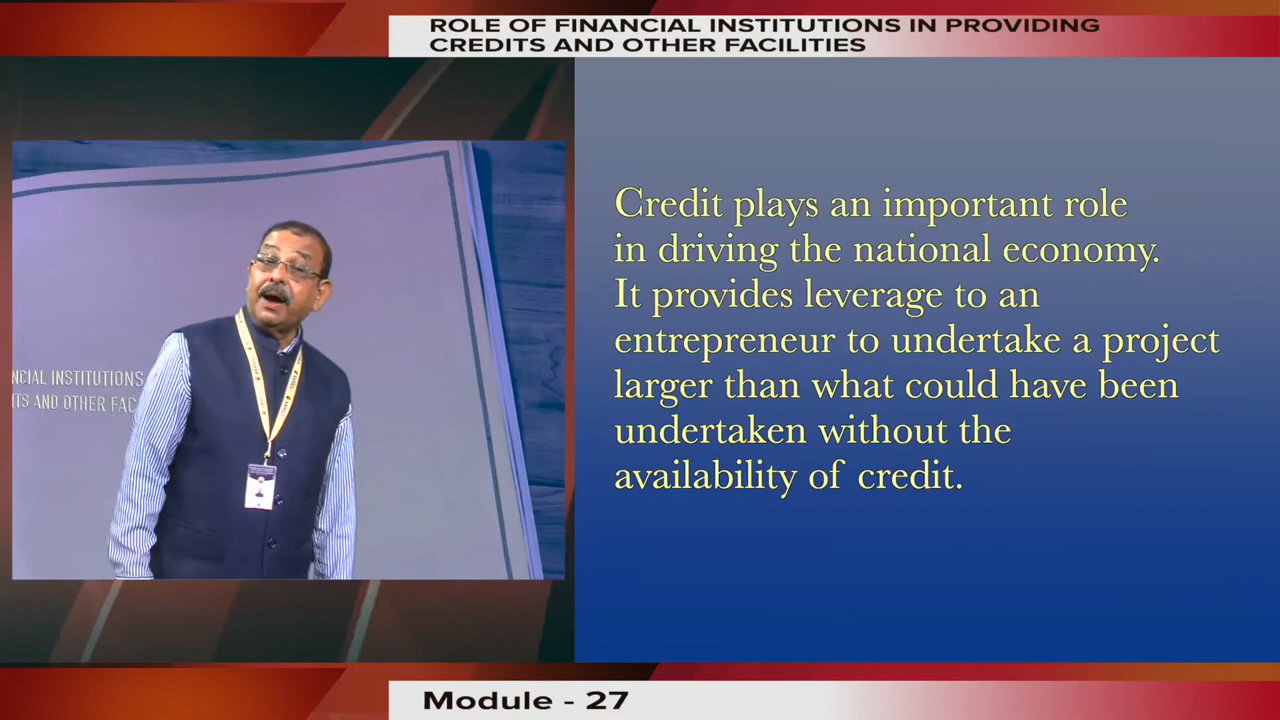 ROLE OF FINANCIAL INSTITUTIONS IN PROVIDING
CREDITS AND OTHER FACILITIES
NCIAL INSTITUTIONS
ITS AND OTHER FAC
Credit plays an important role
in driving the national economy.
It provides leverage to an
entrepreneur to undertake a project
larger than what could have been
undertaken without the
availability of credit.
Module - 27